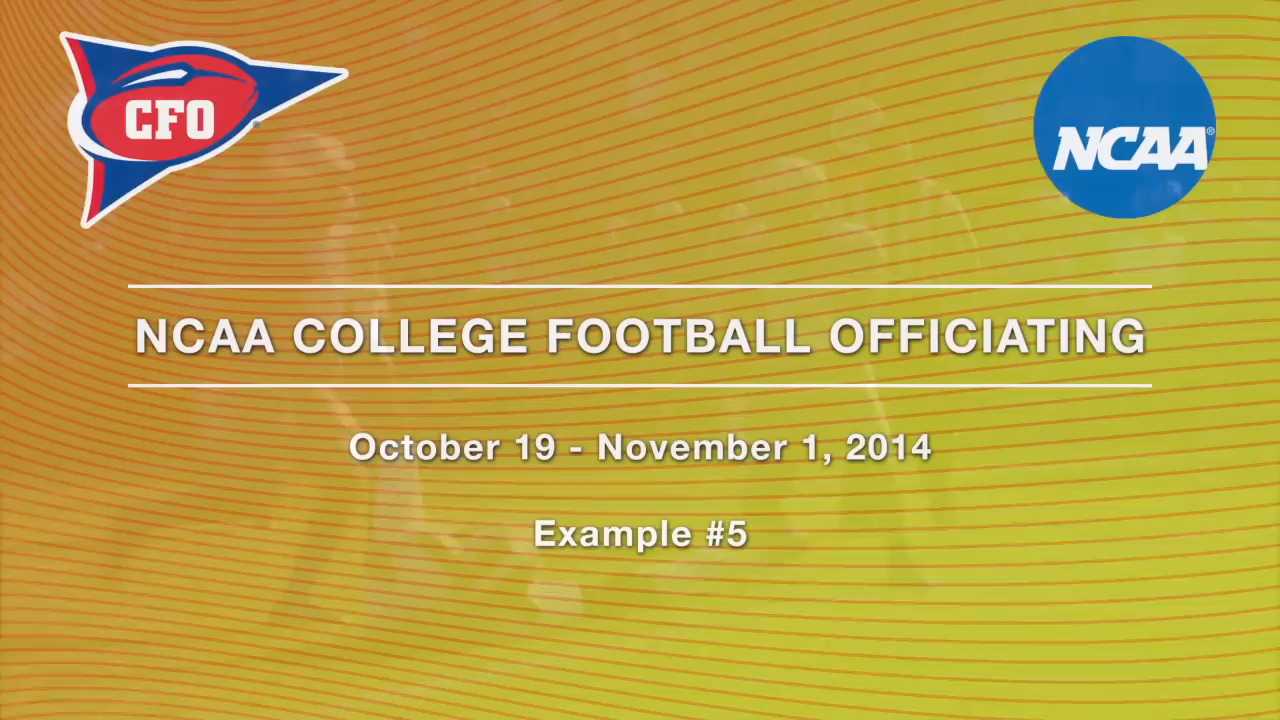 CFO
NCAA®
NCAA COLLEGE FOOTBALL OFFICIATING
October 19 - November 1, 2014
Example #5